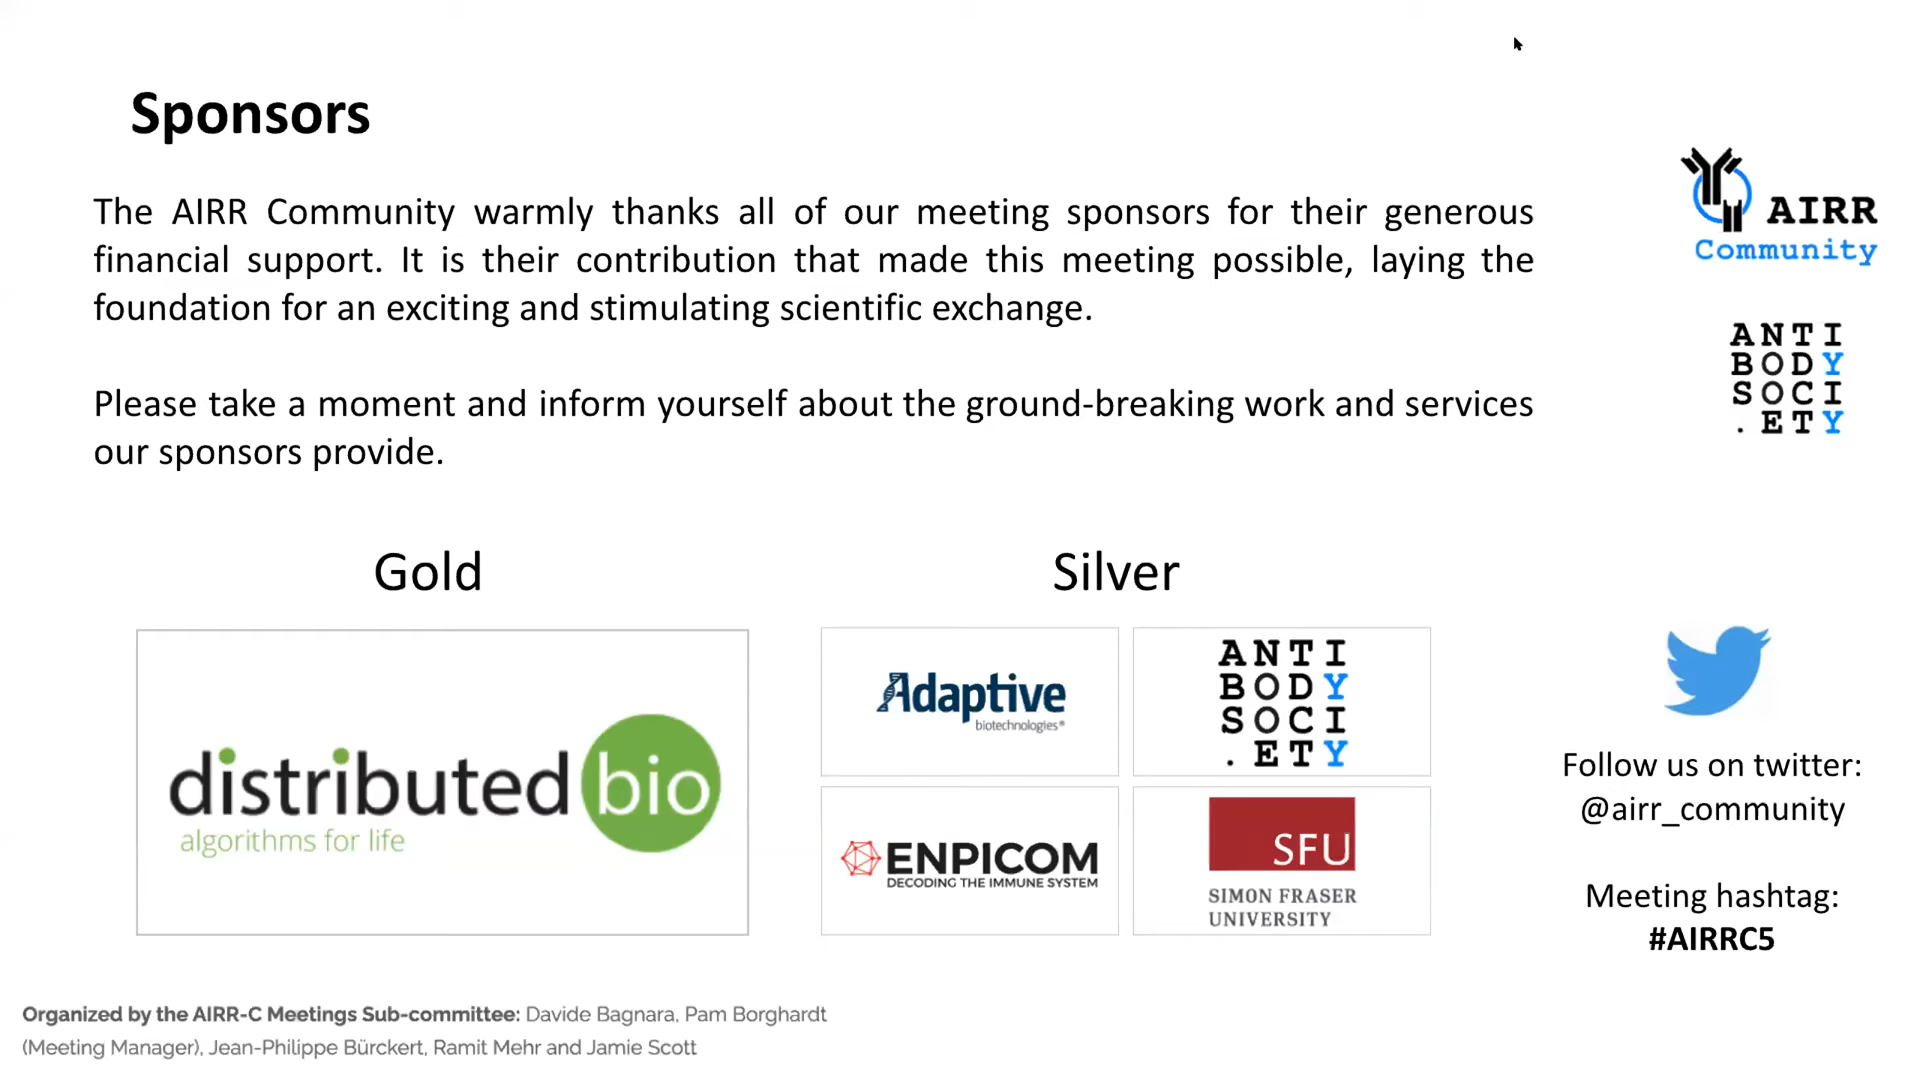 Sponsors
The AIRR Community warmly thanks all of our meeting sponsors for their generous
financial support. It is their contribution that made this meeting possible, laying the
foundation for an exciting and stimulating scientific exchange.
Please take a moment and inform yourself about the ground-breaking work and services
our sponsors provide.
AIRR
Community
ANTI
BODY
SOCI
.ETY
Gold
distributed bio
algorithms for life
Silver
Adaptive
biotechnologies®
ANTI
BODY
SOCI
.ETY
ENPICOM
DECODING THE IMMUNE SYSTEM
SFU
SIMON FRASER
UNIVERSITY
Follow us on twitter:
@airr_community
Meeting hashtag:
#AIRRC5
Organized by the AIRR-C Meetings Sub-committee: Davide Bagnara, Pam Borghardt
(Meeting Manager), Jean-Philippe Bürckert, Ramit Mehr and Jamie Scott